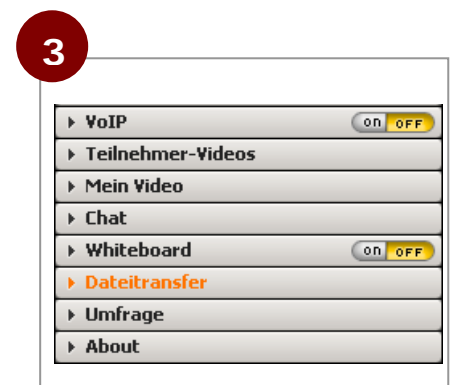 3
VoIP on OFF
Teilnehmer-Videos
Mein Video
Chat
Whiteboard on OFF
Dateitransfer
Umfrage
About